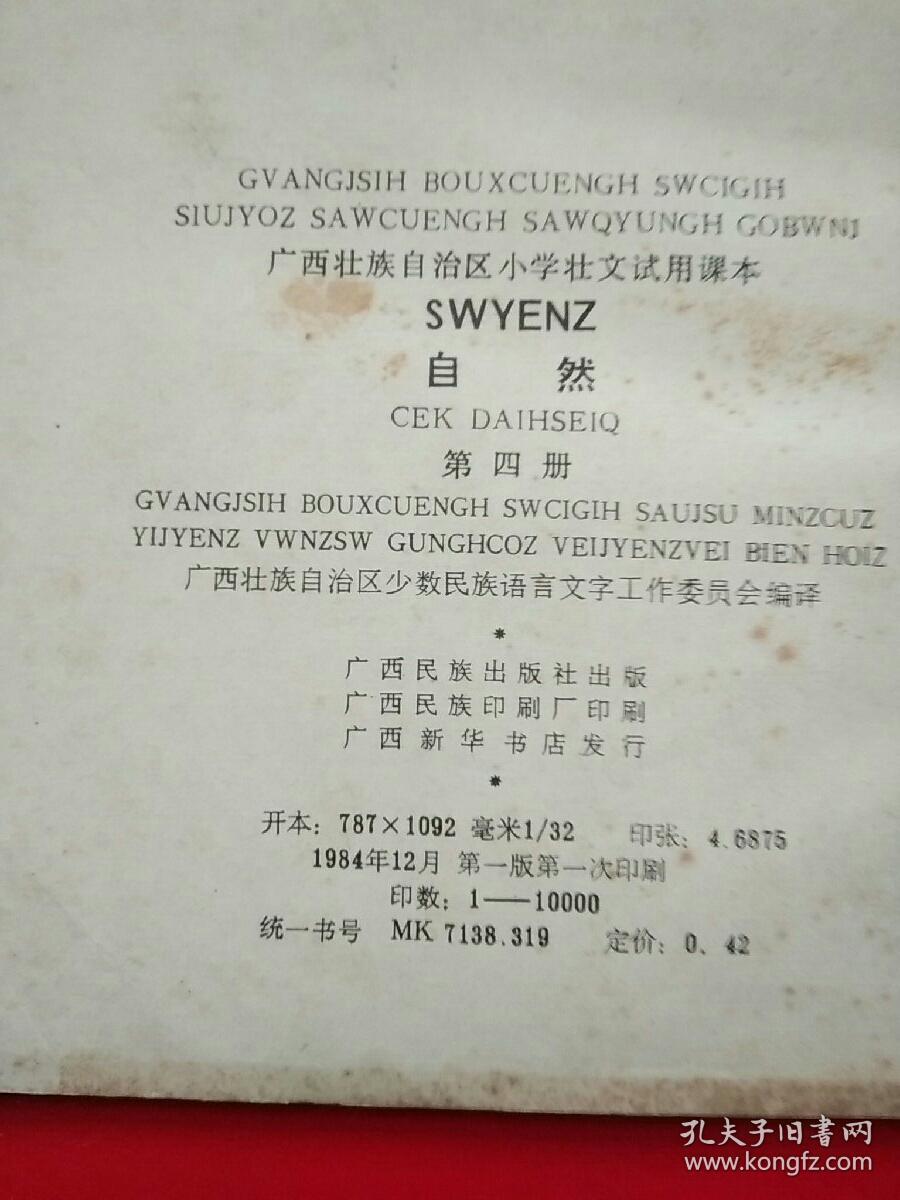 GVANGJSIH BOUXCUENGH SWCIGIH
SIUJYOZ SAWCUENGH SAWQYUNGH GOBWNJ
广西壮族自治区小学壮文试用课本
SWYENZ
自 然
CEK DAIHSEIQ
第四册
GVANGJSIH BOUXCUENGH SWCIGIH SAUJSU MINZCUZ
YIJYENZ VWNZSW GUNGHCOZ VEIJYENZVEI BIEN HOIZ
广西壮族自治区少数民族语言文字工作委员会编译
*
广西民族出版社出版
广西民族印刷厂印刷
广西新华书店发行
*
开本：787×1092 毫米1/32 印张：4.6875
1984年12月 第一版第一次印刷
印数：1——10000
统一书号 MK 7138.319 定价：0.42
孔夫子旧书网
www.kongfz.com